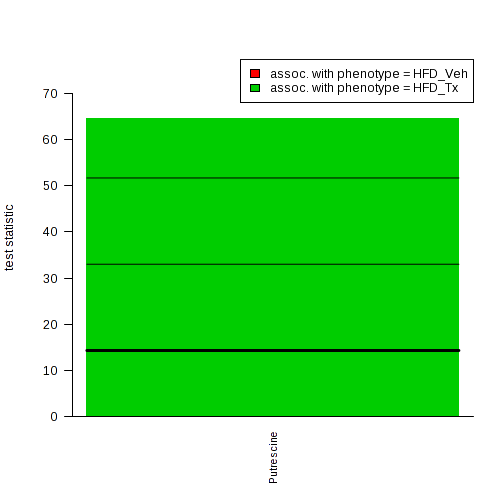 assoc. with phenotype = HFD_Veh
assoc. with phenotype = HFD_Tx
70
60
50
40
30
20
10
0
test statistic
Putrescine